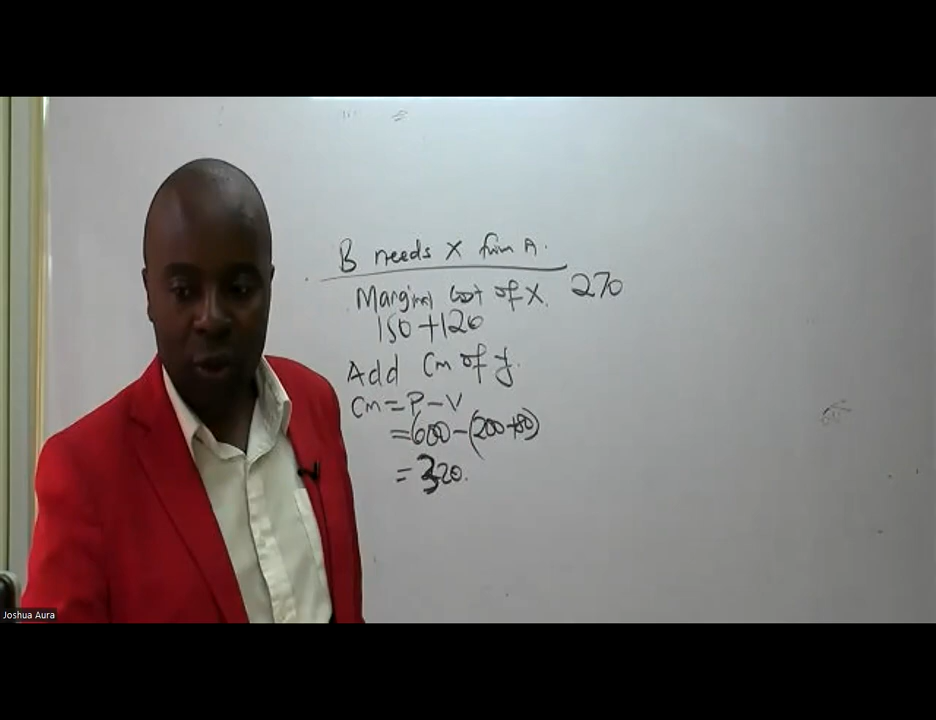 B needs X from A.
Marginal Cost of X. 270
150+120
Add Cm of y.
Cm = P - V
= 600 - (200+80)
= 320.
Joshua Aura